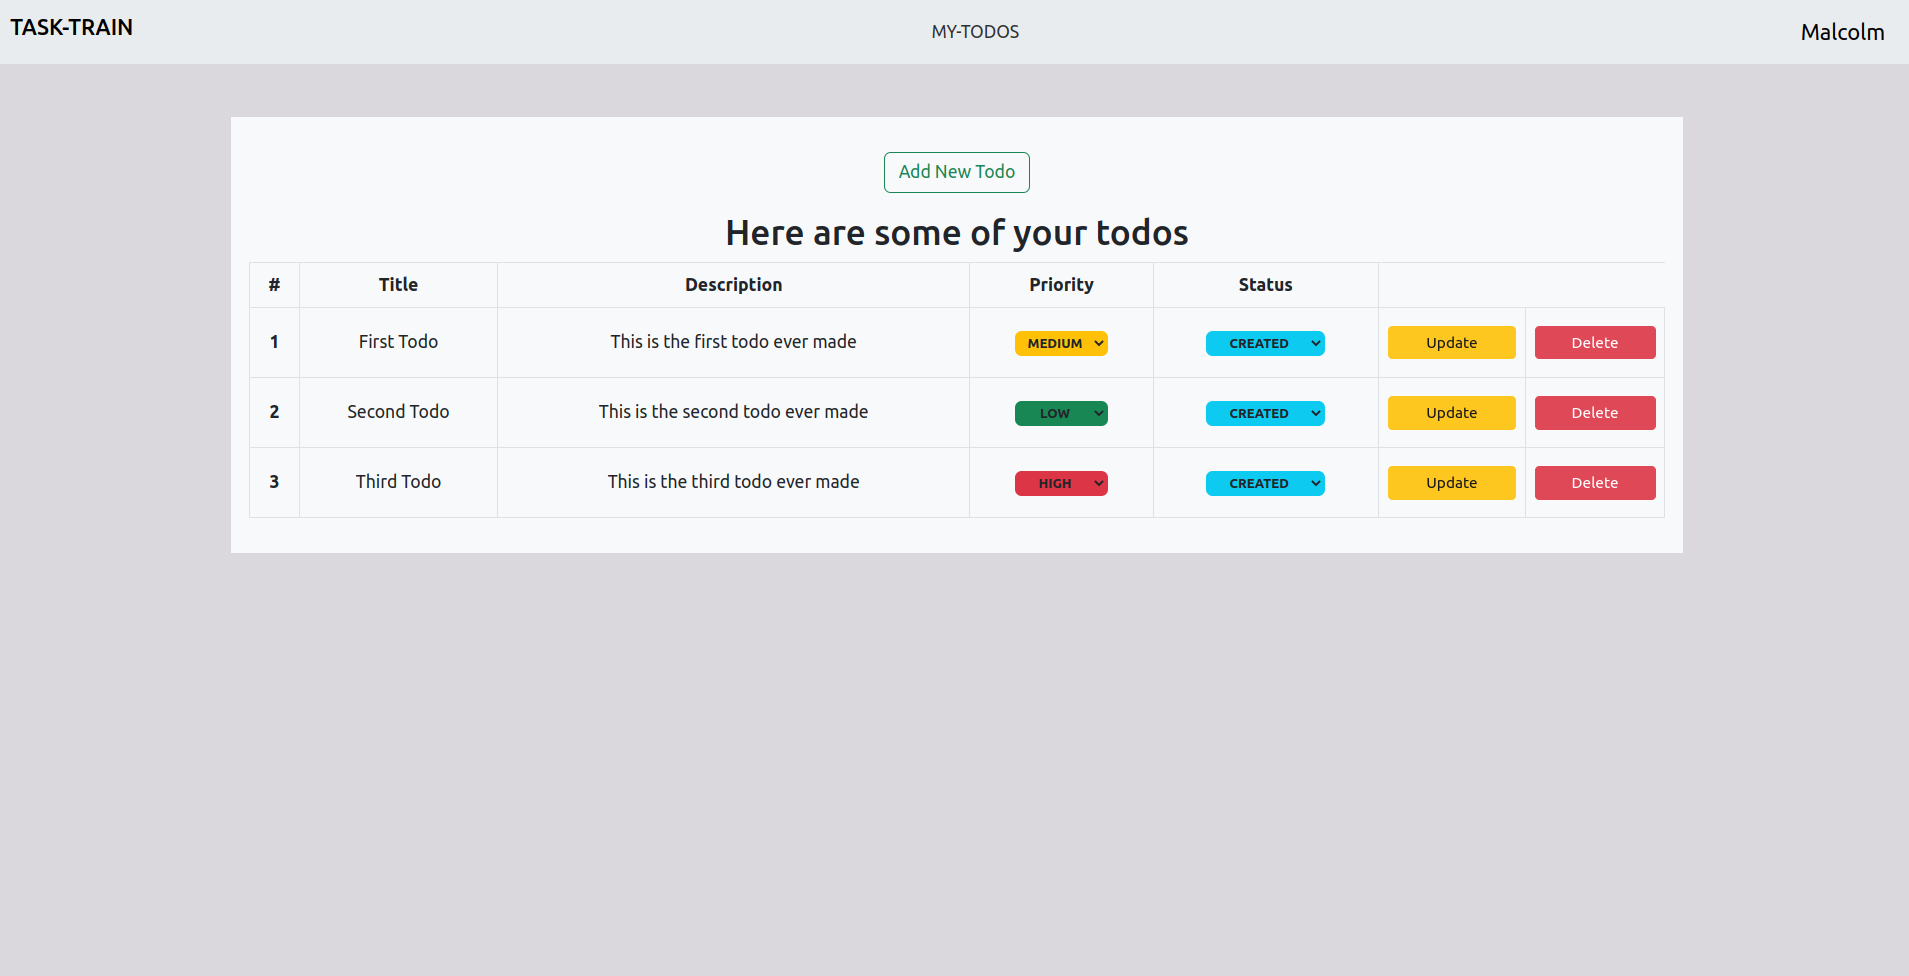 TASK-TRAIN MY-TODOS Malcolm
Add New Todo
Here are some of your todos
# Title Description Priority Status
1 First Todo This is the first todo ever made MEDIUM CREATED Update Delete
2 Second Todo This is the second todo ever made LOW CREATED Update Delete
3 Third Todo This is the third todo ever made HIGH CREATED Update Delete